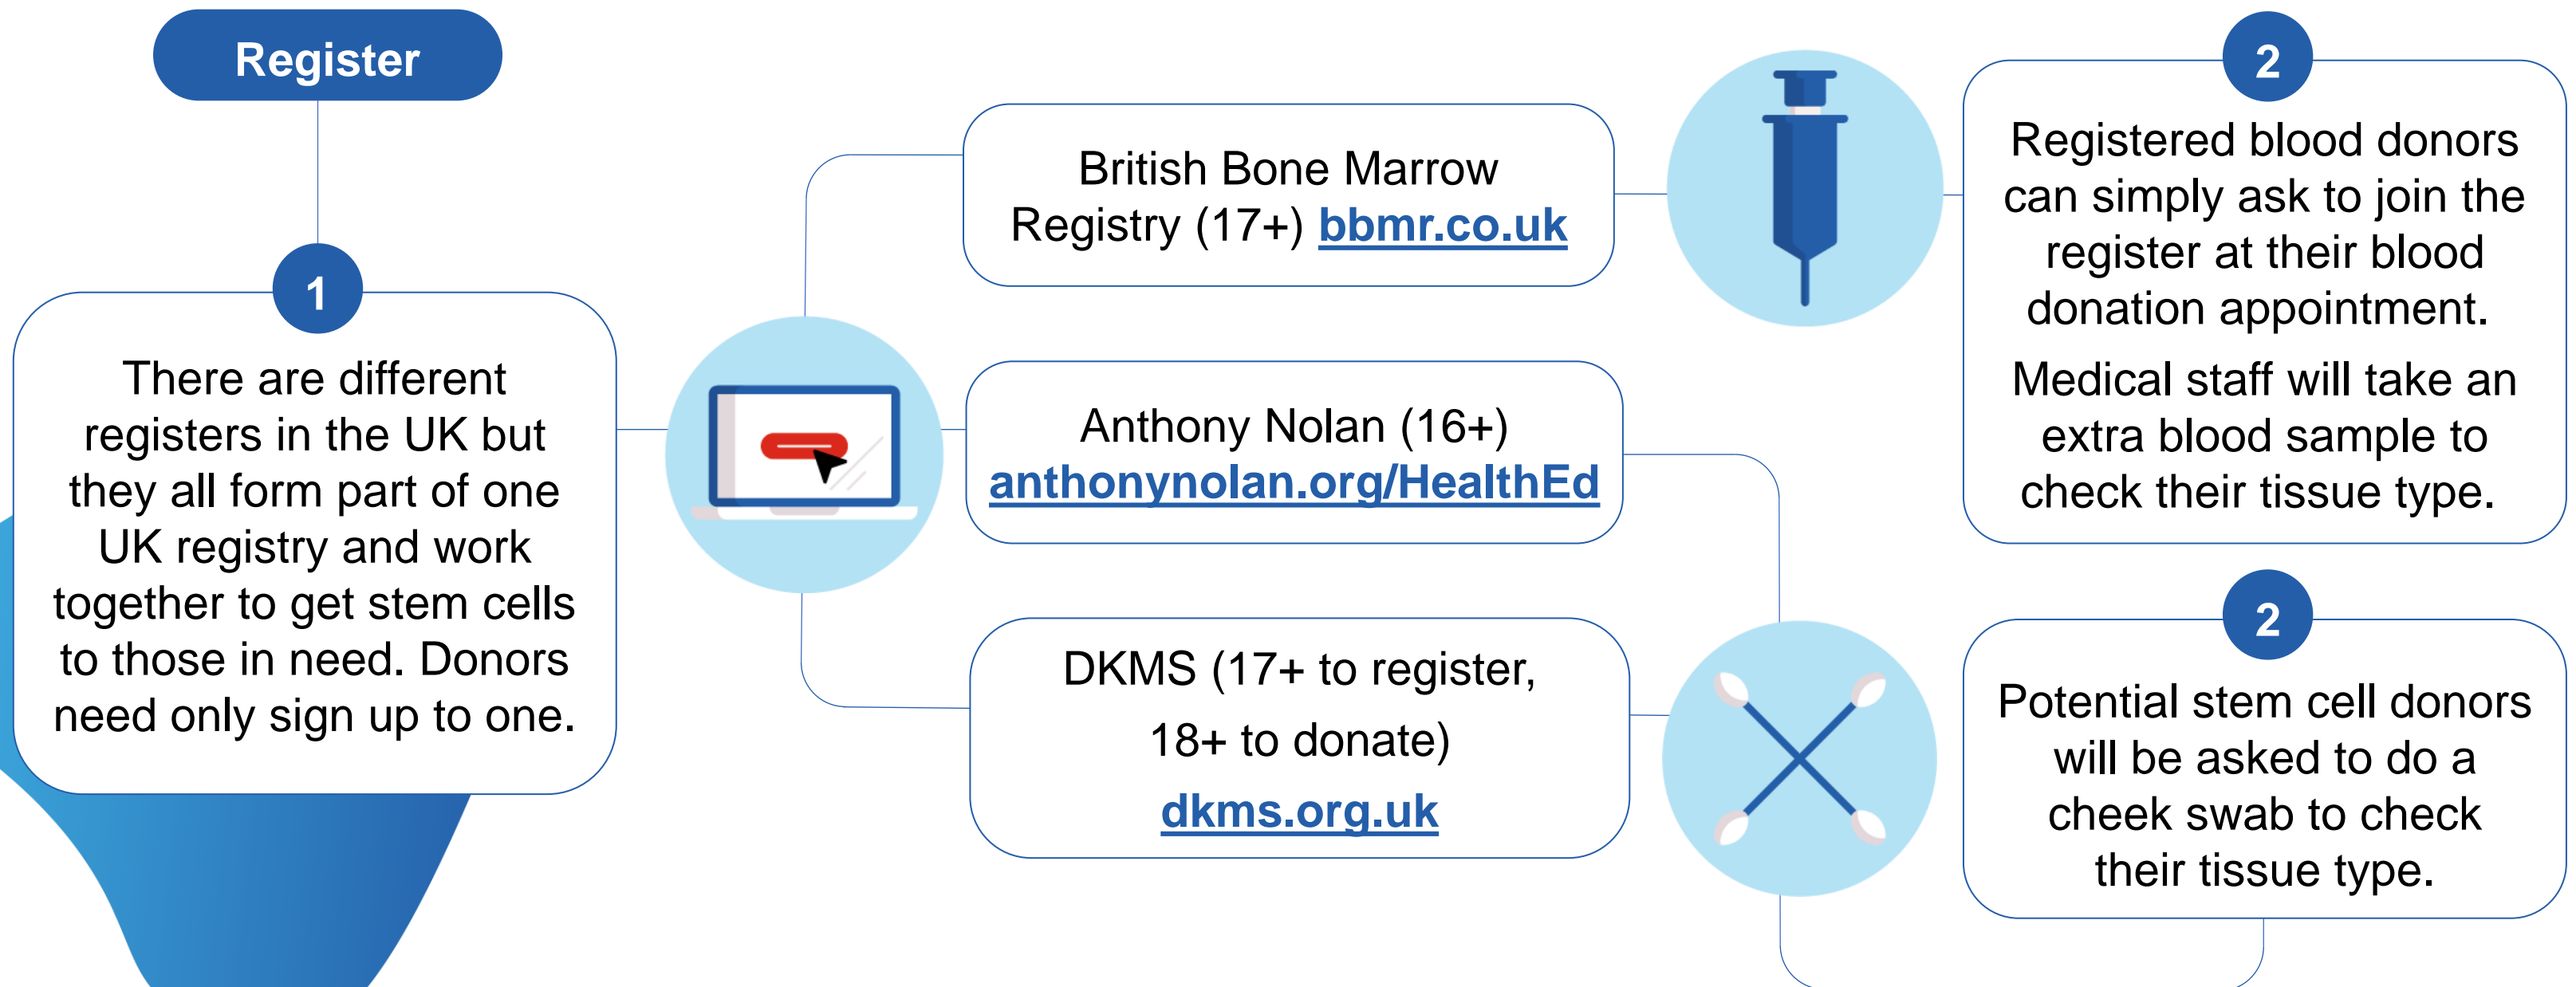 Register
1
There are different
registers in the UK but
they all form part of one
UK registry and work
together to get stem cells
to those in need. Donors
need only sign up to one.
British Bone Marrow
Registry (17+) bbmr.co.uk
Anthony Nolan (16+)
anthonynolan.org/HealthEd
DKMS (17+ to register,
18+ to donate)
dkms.org.uk
2
Registered blood donors
can simply ask to join the
register at their blood
donation appointment.
Medical staff will take an
extra blood sample to
check their tissue type.
2
Potential stem cell donors
will be asked to do a
cheek swab to check
their tissue type.